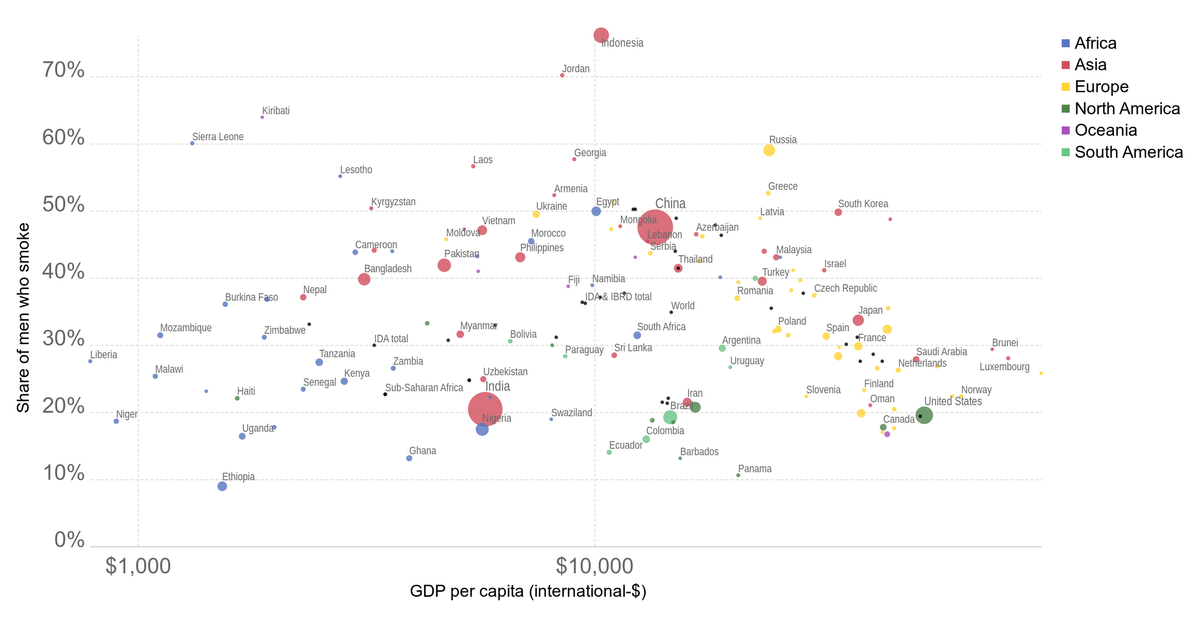 Indonesia
Africa
Jordan
Asia
70%
Europe
Kiribati
North America
60%
Sierra Leone
Russia
Oceania
Georgia
South America
Laos
Lesotho
Armenia
Greece
Kyrgyzstan
Ukraine
Egypt
China
South Korea
50%
Latvia
Vietnam
Mongolia
Azerbaijan
Moldova
Morocco
Lebanon
Cameroon
Philippines
Serbia
Malaysia
Pakistan
Thailand
Israel
40%
Bangladesh
Turkey
Fiji
Namibia
Czech Republic
Nepal
Romania
Burkina Faso
IDA & IBRD total
World
Japan
Mozambique
Zimbabwe
Myanmar
South Africa
Poland
Spain
30%
IDA total
Bolivia
Argentina
France
Brunei
Liberia
Tanzania
Paraguay
Sri Lanka
Saudi Arabia
Zambia
Uruguay
Netherlands
Luxembourg
Malawi
Kenya
Uzbekistan
Senegal
Sub-Saharan Africa
India
Finland
Haiti
Iran
Slovenia
Norway
20%
Niger
Nigeria
Swaziland
Brazil
Oman
United States
Uganda
Colombia
Canada
Ghana
Ecuador
Barbados
10%
Ethiopia
Panama
0%
$1,000
$10,000
GDP per capita (international-$)
Share of men who smoke